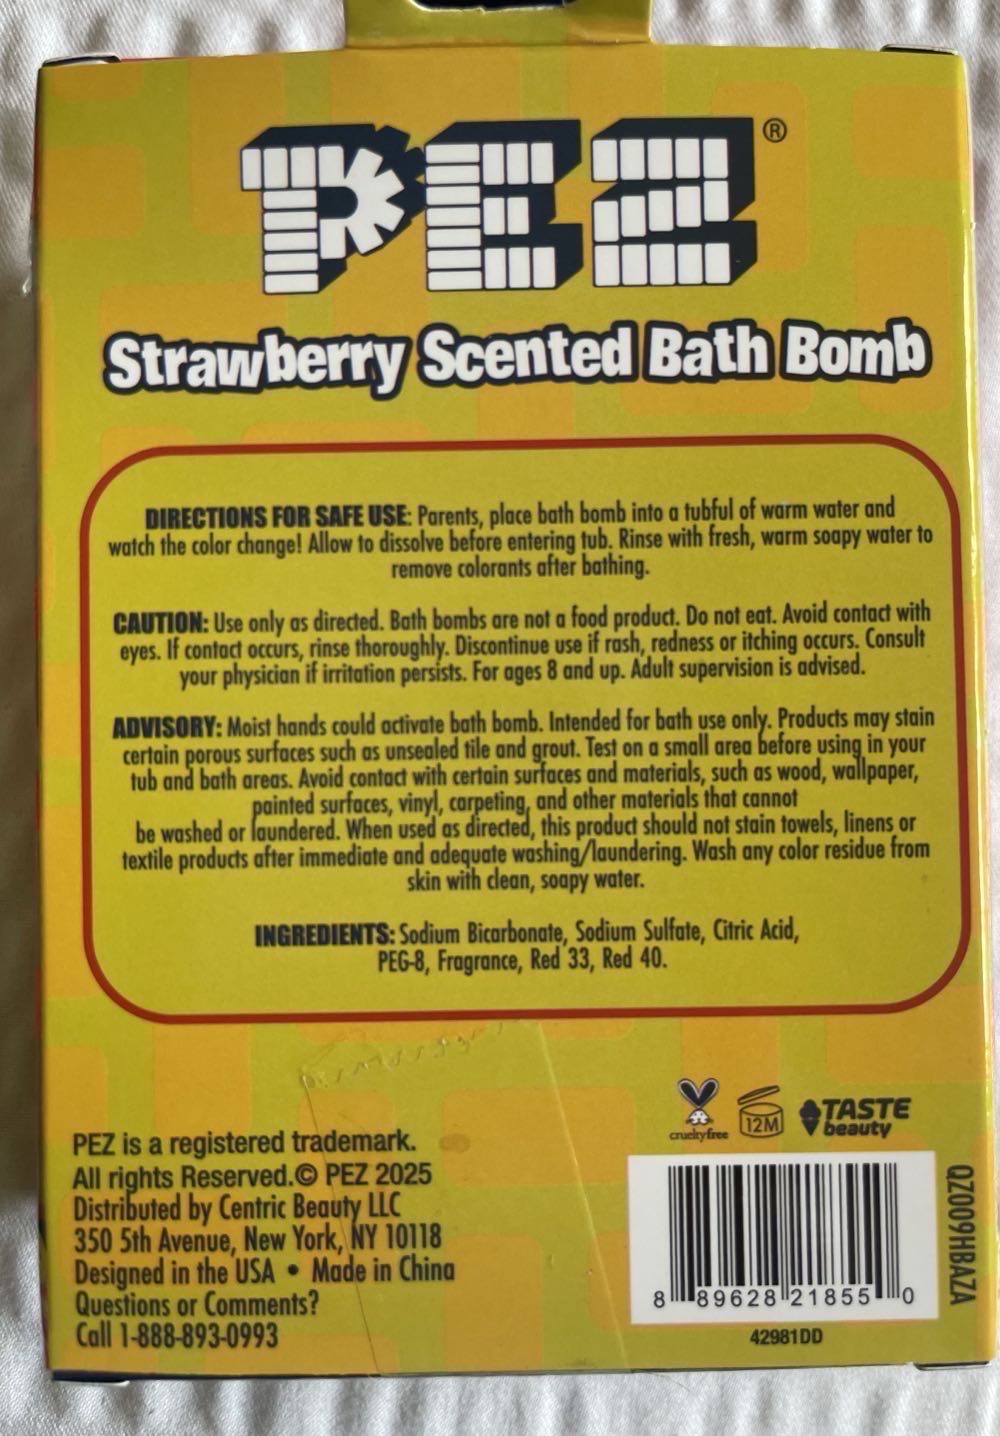 PEZ®
Strawberry Scented Bath Bomb
DIRECTIONS FOR SAFE USE: Parents, place bath bomb into a tubful of warm water and
watch the color change! Allow to dissolve before entering tub. Rinse with fresh, warm soapy water to
remove colorants after bathing.
CAUTION: Use only as directed. Bath bombs are not a food product. Do not eat. Avoid contact with
eyes. If contact occurs, rinse thoroughly. Discontinue use if rash, redness or itching occurs. Consult
your physician if irritation persists. For ages 8 and up. Adult supervision is advised.
ADVISORY: Moist hands could activate bath bomb. Intended for bath use only. Products may stain
certain porous surfaces such as unsealed tile and grout. Test on a small area before using in your
tub and bath areas. Avoid contact with certain surfaces and materials, such as wood, wallpaper,
painted surfaces, vinyl, carpeting, and other materials that cannot
be washed or laundered. When used as directed, this product should not stain towels, linens or
textile products after immediate and adequate washing/laundering. Wash any color residue from
skin with clean, soapy water.
INGREDIENTS: Sodium Bicarbonate, Sodium Sulfate, Citric Acid,
PEG-8, Fragrance, Red 33, Red 40.
crueltyfree
12M
TASTE
beauty
PEZ is a registered trademark.
All rights Reserved.© PEZ 2025
Distributed by Centric Beauty LLC
350 5th Avenue, New York, NY 10118
Designed in the USA • Made in China
Questions or Comments?
Call 1-888-893-0993
8 89628 21855 0
42981DD
QZ009HBAZA